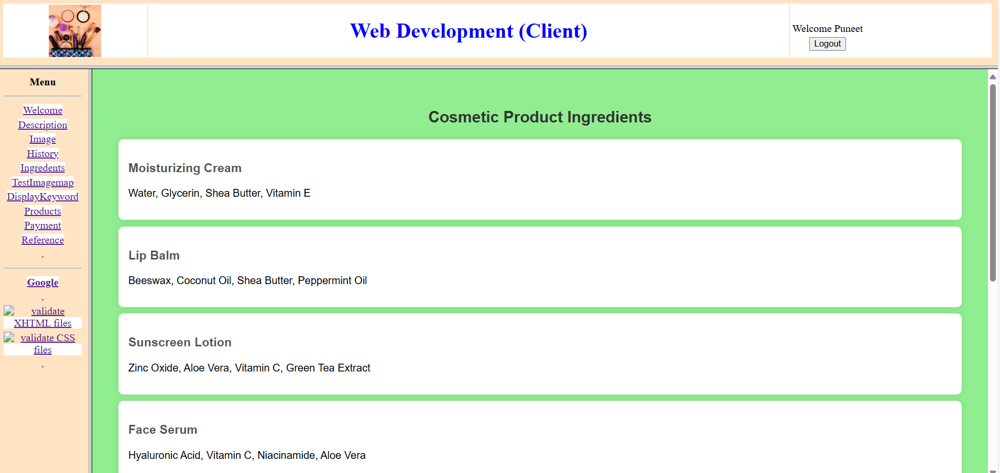 Web Development (Client)
Welcome Puneet
Logout
Menu
Welcome
Description
Image
History
Ingredents
TestImagemap
DisplayKeyword
Products
Payment
Reference
.
Google
.
validate
XHTML files
validate CSS
files
.
Cosmetic Product Ingredients
Moisturizing Cream
Water, Glycerin, Shea Butter, Vitamin E
Lip Balm
Beeswax, Coconut Oil, Shea Butter, Peppermint Oil
Sunscreen Lotion
Zinc Oxide, Aloe Vera, Vitamin C, Green Tea Extract
Face Serum
Hyaluronic Acid, Vitamin C, Niacinamide, Aloe Vera